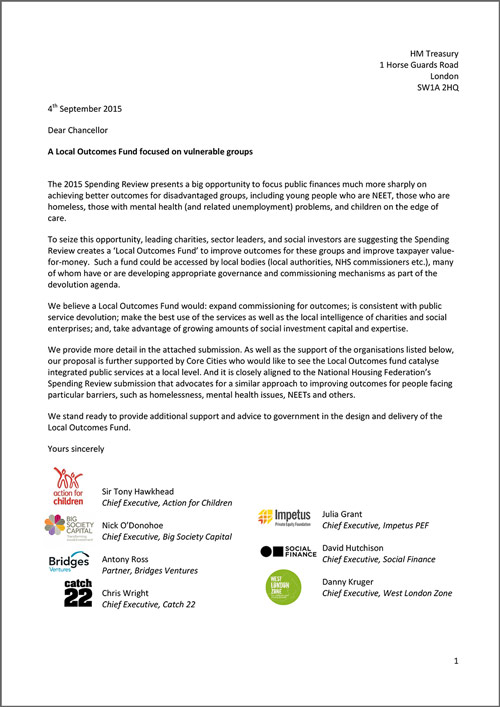 HM Treasury
1 Horse Guards Road
London
SW1A 2HQ
4th September 2015
Dear Chancellor
A Local Outcomes Fund focused on vulnerable groups
The 2015 Spending Review presents a big opportunity to focus public finances much more sharply on
achieving better outcomes for disadvantaged groups, including young people who are NEET, those who are
homeless, those with mental health (and related unemployment) problems, and children on the edge of
care.
To seize this opportunity, leading charities, sector leaders, and social investors are suggesting the Spending
Review creates a 'Local Outcomes Fund' to improve outcomes for these groups and improve taxpayer value-
for-money.  Such a fund could be accessed by local bodies (local authorities, NHS commissioners etc.), many
of whom have or are developing appropriate governance and commissioning mechanisms as part of the
devolution agenda.
We believe a Local Outcomes Fund would: expand commissioning for outcomes; is consistent with public
service devolution; make the best use of the services as well as the local intelligence of charities and social
enterprises; and, take advantage of growing amounts of social investment capital and expertise.
We provide more detail in the attached submission. As well as the support of the organisations listed below,
our proposal is further supported by Core Cities who would like to see the Local Outcomes fund catalyse
integrated public services at a local level. And it is closely aligned to the National Housing Federation's
Spending Review submission that advocates for a similar approach to improving outcomes for people facing
particular barriers, such as homelessness, mental health issues, NEETs and others.
We stand ready to provide additional support and advice to government in the design and delivery of the
Local Outcomes Fund.
Yours sincerely
action for
children
Sir Tony Hawkhead
Chief Executive, Action for Children
BIG
SOCIETY
CAPITAL
Nick O'Donohoe
Chief Executive, Big Society Capital
Bridges
Ventures
Antony Ross
Partner, Bridges Ventures
catch
22
Chris Wright
Chief Executive, Catch 22
Impetus
Private Equity Foundation
Julia Grant
Chief Executive, Impetus PEF
SOCIAL
FINANCE
David Hutchison
Chief Executive, Social Finance
WEST
LONDON
ZONE
Danny Kruger
Chief Executive, West London Zone
1